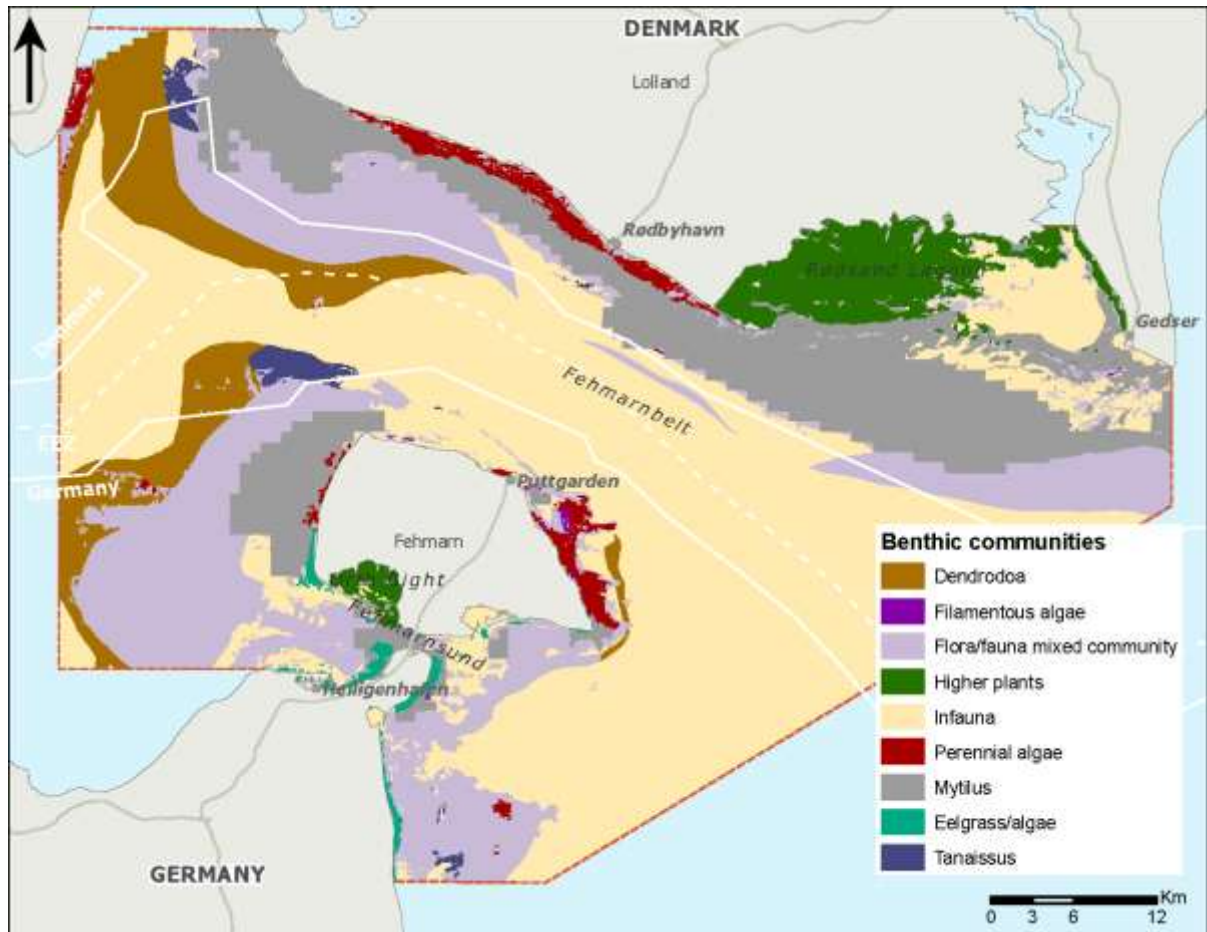 DENMARK
Lolland
Rødbyhavn
Rødsand Lagoon
Gedser
Denmark
Fehmarnbelt
EEZ
Germany
Puttgarden
Fehmarn
Fehmarnsund
Heiligenhafen
GERMANY
Benthic communities
Dendrodoa
Filamentous algae
Flora/fauna mixed community
Higher plants
Infauna
Perennial algae
Mytilus
Eelgrass/algae
Tanaissus
Km
0 3 6 12